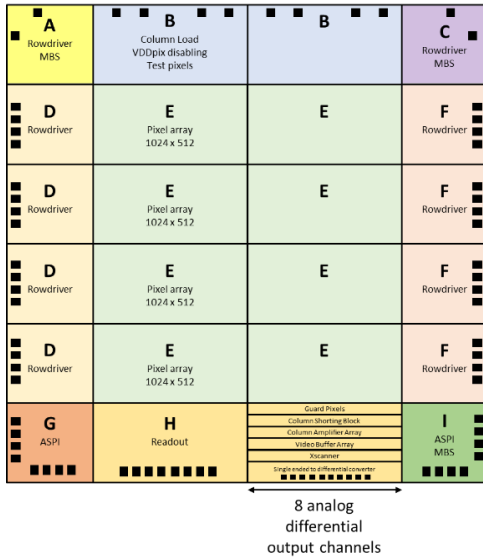 A
Rowdriver
MBS
B
Column Load
VDDpix disabling
Test pixels
B
C
Rowdriver
MBS
D
Rowdriver
E
Pixel array
1024 x 512
E
F
Rowdriver
D
Rowdriver
E
Pixel array
1024 x 512
E
F
Rowdriver
D
Rowdriver
E
Pixel array
1024 x 512
E
F
Rowdriver
D
Rowdriver
E
Pixel array
1024 x 512
E
F
Rowdriver
G
ASPI
H
Readout
Guard Pixels
Column Shorting Block
Column Amplifier Array
Video Buffer Array
Xscanner
Single ended to differential converter
I
ASPI
MBS
8 analog
differential
output channels